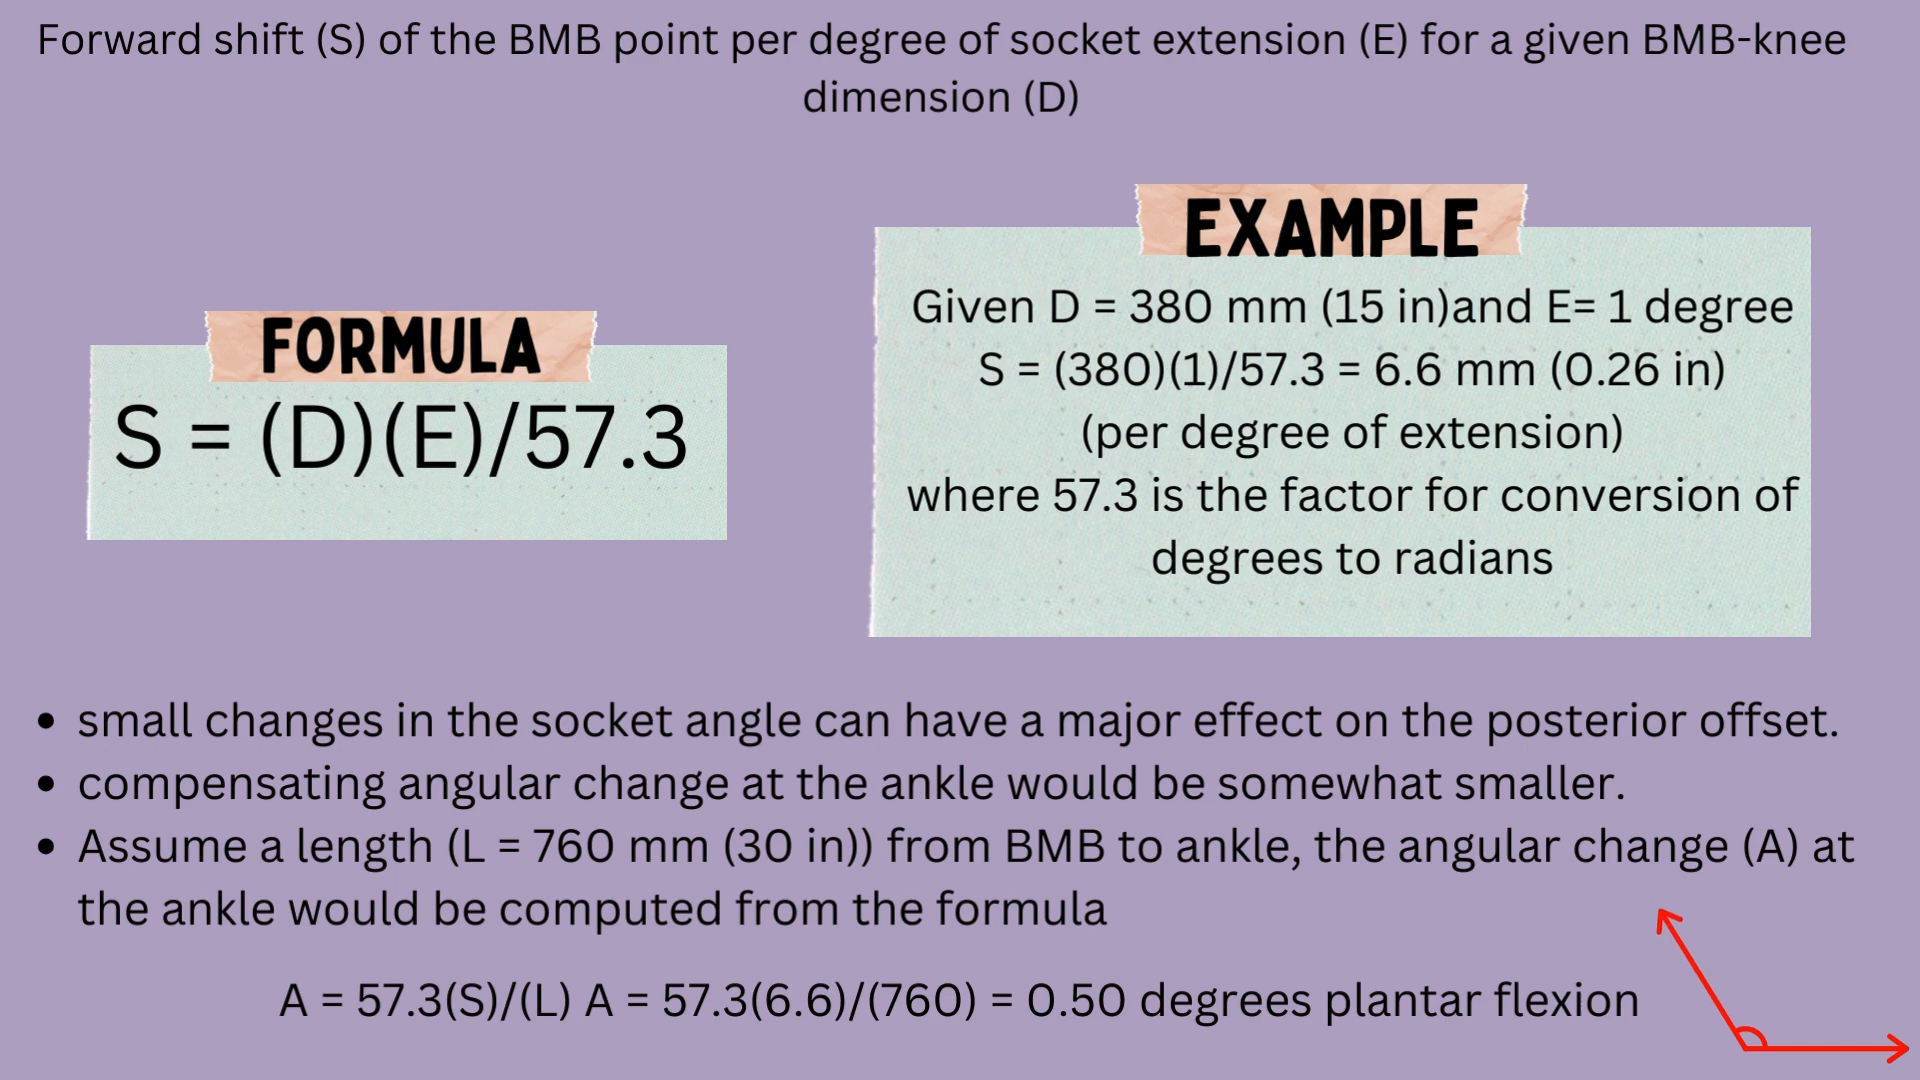 Forward shift (S) of the BMB point per degree of socket extension (E) for a given BMB-knee
dimension (D)
FORMULA
S = (D)(E)/57.3
EXAMPLE
Given D = 380 mm (15 in)and E= 1 degree
S = (380)(1)/57.3 = 6.6 mm (0.26 in)
(per degree of extension)
where 57.3 is the factor for conversion of
degrees to radians
• small changes in the socket angle can have a major effect on the posterior offset.
• compensating angular change at the ankle would be somewhat smaller.
• Assume a length (L = 760 mm (30 in)) from BMB to ankle, the angular change (A) at
the ankle would be computed from the formula
A = 57.3(S)/(L) A = 57.3(6.6)/(760) = 0.50 degrees plantar flexion